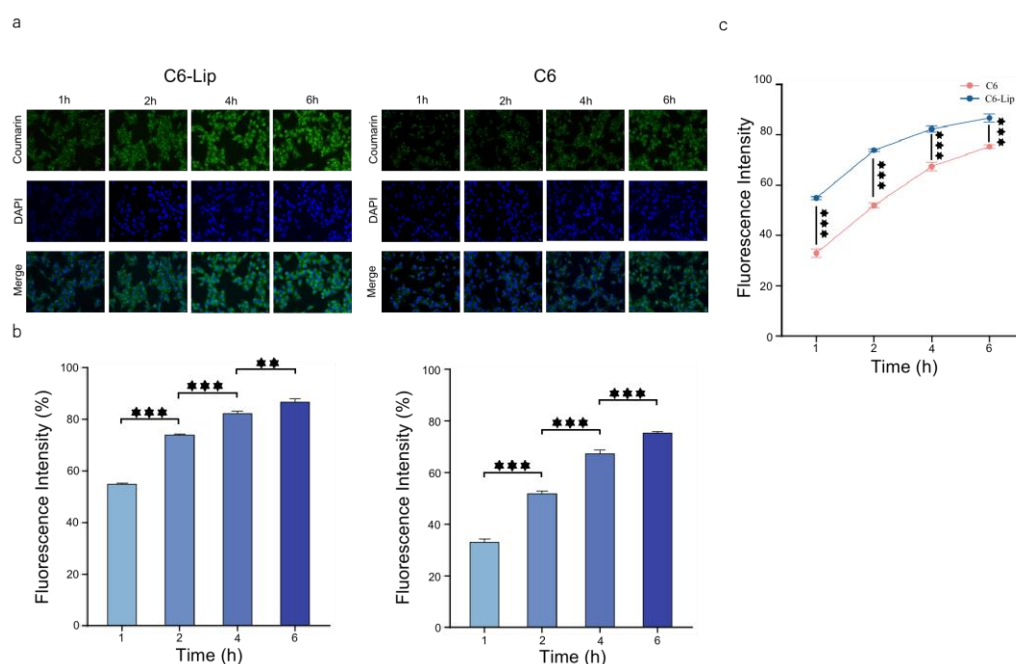 a
C6-Lip
1h 2h 4h 6h
Coumarin
DAPI
Merge
C6
1h 2h 4h 6h
Coumarin
DAPI
Merge
b
Fluorescence Intensity (%)
100
80
60
40
20
0
*** *** **
1 2 4 6
Time (h)
Fluorescence Intensity (%)
100
80
60
40
20
0
*** *** ***
1 2 4 6
Time (h)
c
Fluorescence Intensity
100
80
60
40
20
0
C6
C6-Lip
*** *** *** ***
1 2 4 6
Time (h)